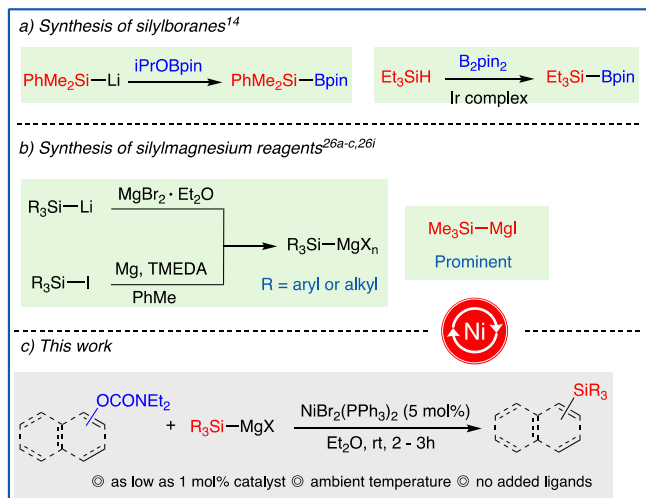 a) Synthesis of silylboranes14
PhMe2Si—Li iPrOBpin PhMe2Si—Bpin
Et3SiH B2pin2 Ir complex Et3Si—Bpin
b) Synthesis of silylmagnesium reagents26a-c,26i
R3Si—Li MgBr2 · Et2O
R3Si—I Mg, TMEDA PhMe
R3Si—MgXn
R = aryl or alkyl
Me3Si—MgI
Prominent
Ni
c) This work
OCONEt2
+
R3Si—MgX
NiBr2(PPh3)2 (5 mol%)
Et2O, rt, 2 - 3h
SiR3
◎ as low as 1 mol% catalyst ◎ ambient temperature ◎ no added ligands